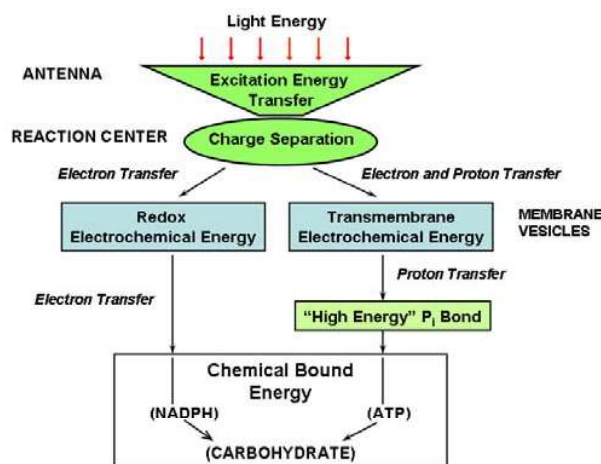 Light Energy
ANTENNA
Excitation Energy
Transfer
REACTION CENTER
Charge Separation
Electron Transfer
Electron and Proton Transfer
Redox
Electrochemical Energy
Transmembrane
Electrochemical Energy
MEMBRANE
VESICLES
Electron Transfer
Proton Transfer
“High Energy” Pi Bond
Chemical Bound
Energy
(NADPH)
(ATP)
(CARBOHYDRATE)